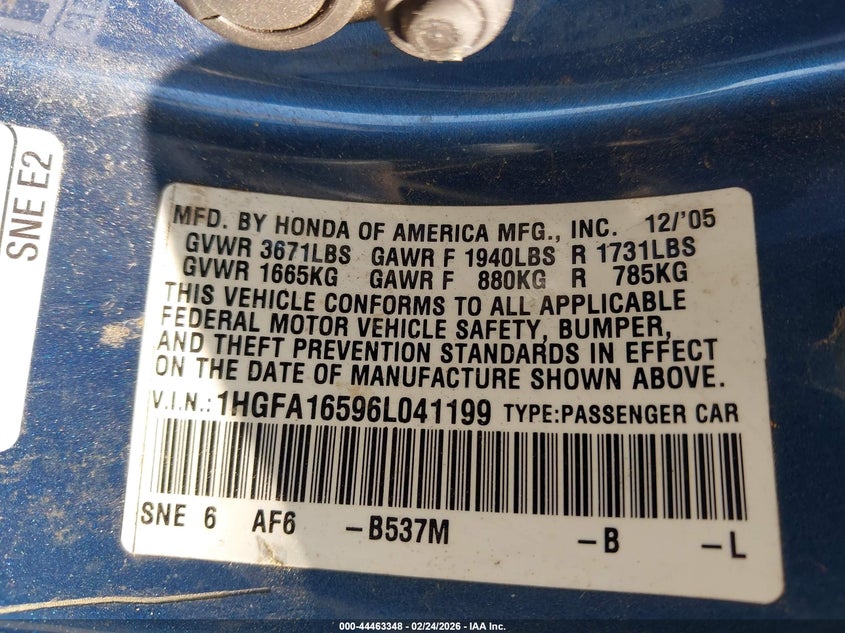 SNE E2
MFD. BY HONDA OF AMERICA MFG., INC. 12/'05
GVWR 3671LBS GAWR F 1940LBS R 1731LBS
GVWR 1665KG GAWR F 880KG R 785KG
THIS VEHICLE CONFORMS TO ALL APPLICABLE
FEDERAL MOTOR VEHICLE SAFETY, BUMPER,
AND THEFT PREVENTION STANDARDS IN EFFECT
ON THE DATE OF MANUFACTURE SHOWN ABOVE.
V.I.N.: 1HGFA16596L041199 TYPE:PASSENGER CAR
SNE 6 AF6 -B537M -B -L
000-44463348 - 02/24/2026 - IAA Inc.